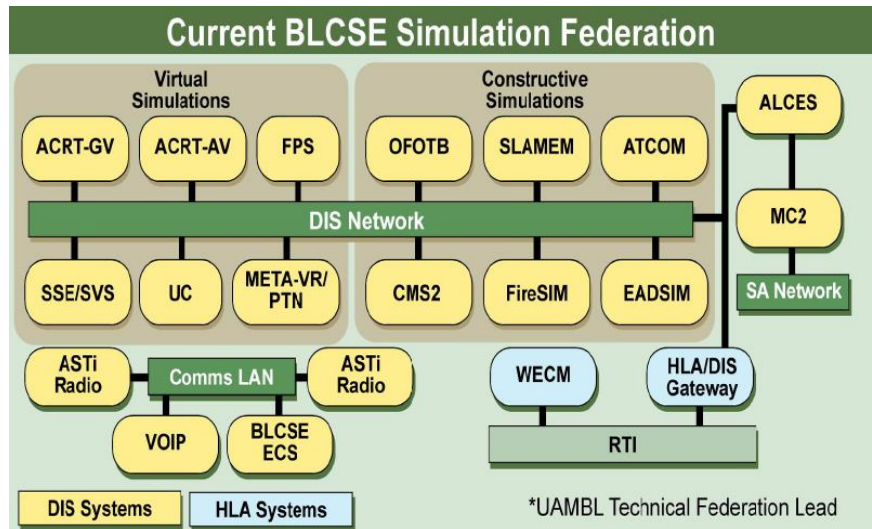 Current BLCSE Simulation Federation
Virtual
Simulations
Constructive
Simulations
ALCES
ACRT-GV
ACRT-AV
FPS
OFOTB
SLAMEM
ATCOM
MC2
DIS Network
SSE/SVS
UC
META-VR/
PTN
CMS2
FireSIM
EADSIM
SA Network
ASTi
Radio
Comms LAN
ASTi
Radio
WECM
HLA/DIS
Gateway
VOIP
BLCSE
ECS
RTI
DIS Systems
HLA Systems
*UAMBL Technical Federation Lead